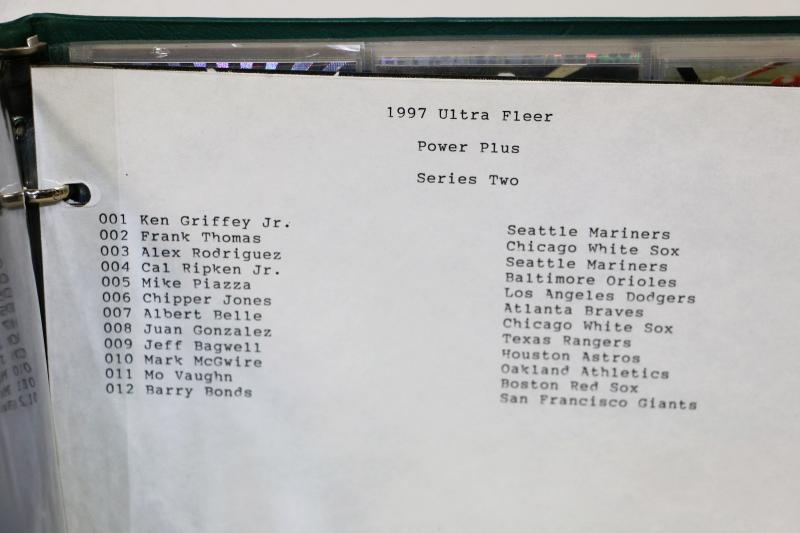 1997 Ultra Fleer
Power Plus
Series Two
001 Ken Griffey Jr. Seattle Mariners
002 Frank Thomas Chicago White Sox
003 Alex Rodriguez Seattle Mariners
004 Cal Ripken Jr. Baltimore Orioles
005 Mike Piazza Los Angeles Dodgers
006 Chipper Jones Atlanta Braves
007 Albert Belle Chicago White Sox
008 Juan Gonzalez Texas Rangers
009 Jeff Bagwell Houston Astros
010 Mark McGwire Oakland Athletics
011 Mo Vaughn Boston Red Sox
012 Barry Bonds San Francisco Giants